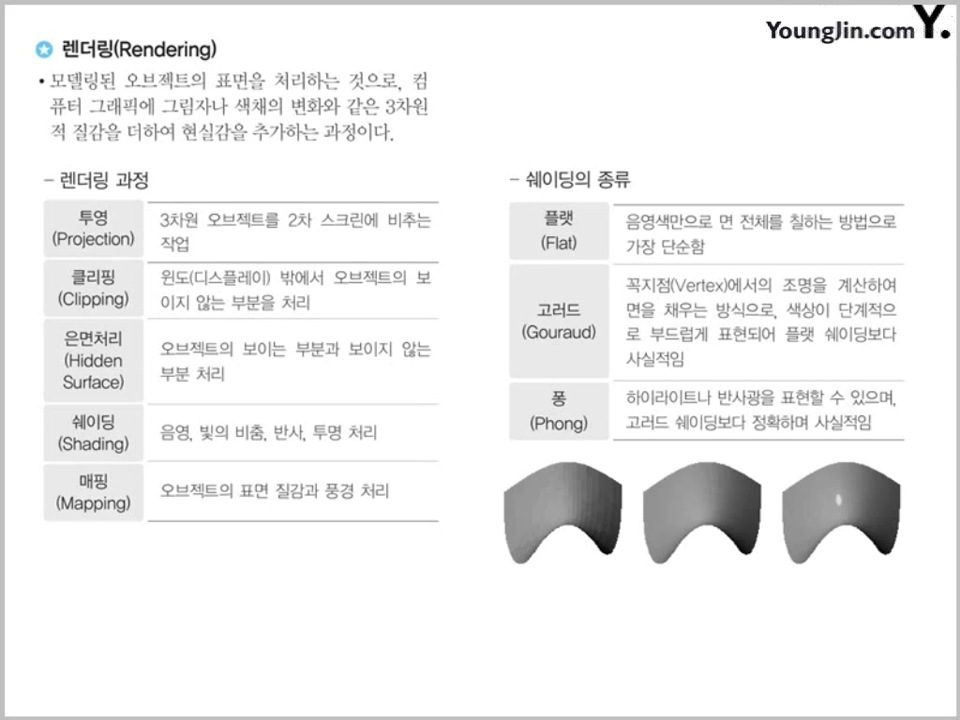 YoungJin.com Y.
렌더링(Rendering)
• 모델링된 오브젝트의 표면을 처리하는 것으로, 컴
퓨터 그래픽에 그림자나 색채의 변화와 같은 3차원
적 질감을 더하여 현실감을 추가하는 과정이다.
– 렌더링 과정
투영
(Projection)
3차원 오브젝트를 2차 스크린에 비추는
작업
클리핑
(Clipping)
윈도(디스플레이) 밖에서 오브젝트의 보
이지 않는 부분을 처리
은면처리
(Hidden
Surface)
오브젝트의 보이는 부분과 보이지 않는
부분 처리
쉐이딩
(Shading)
음영, 빛의 비춤, 반사, 투명 처리
매핑
(Mapping)
오브젝트의 표면 질감과 풍경 처리
– 쉐이딩의 종류
플랫
(Flat)
음영색만으로 면 전체를 칠하는 방법으로
가장 단순함
고러드
(Gouraud)
꼭지점(Vertex)에서의 조명을 계산하여
면을 채우는 방식으로, 색상이 단계적으
로 부드럽게 표현되어 플랫 쉐이딩보다
사실적임
퐁
(Phong)
하이라이트나 반사광을 표현할 수 있으며,
고러드 쉐이딩보다 정확하며 사실적임